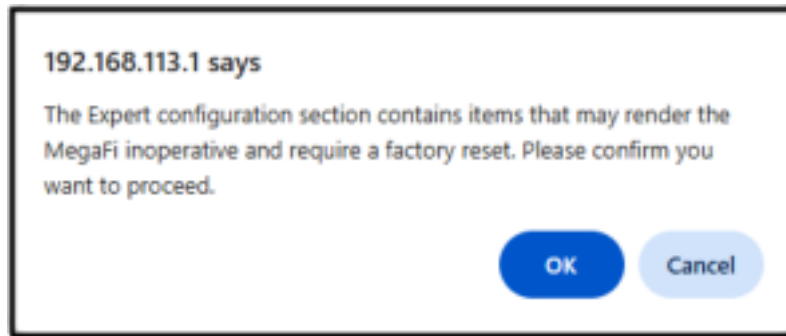 192.168.113.1 says
The Expert configuration section contains items that may render the
MegaFi inoperative and require a factory reset. Please confirm you
want to proceed.
OK Cancel